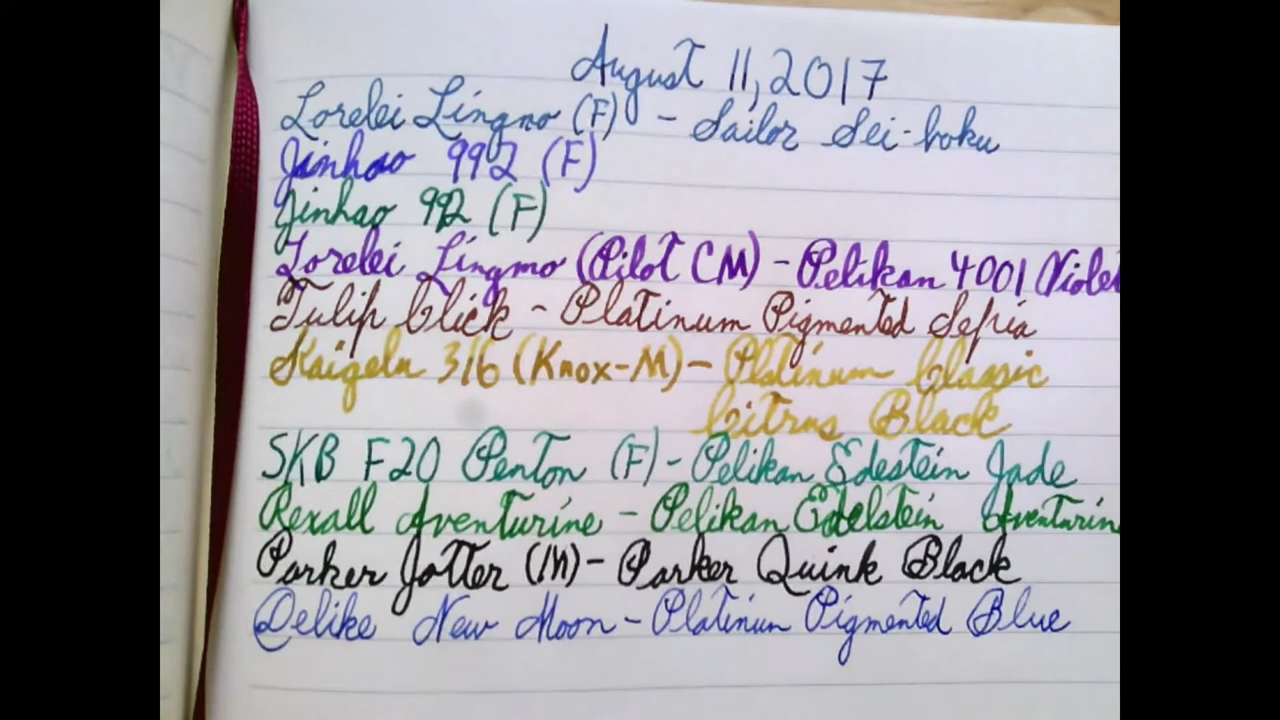 August 11, 2017
Lorelei Lingmo (F) - Sailor Sei-boku
Jinhao 992 (F)
Jinhao 992 (F)
Lorelei Lingmo (Pilot CM) - Pelikan 4001 Violet
Tulip Click - Platinum Pigmented Sepia
Kaigelu 316 (Knox-M) - Platinum Classic
Citrus Black
SKB F20 Penton (F) - Pelikan Edestein Jade
Rexall Aventurine - Pelikan Edelstein Aventurin
Parker Jotter (M) - Parker Quink Black
Delike New Moon - Platinum Pigmented Blue